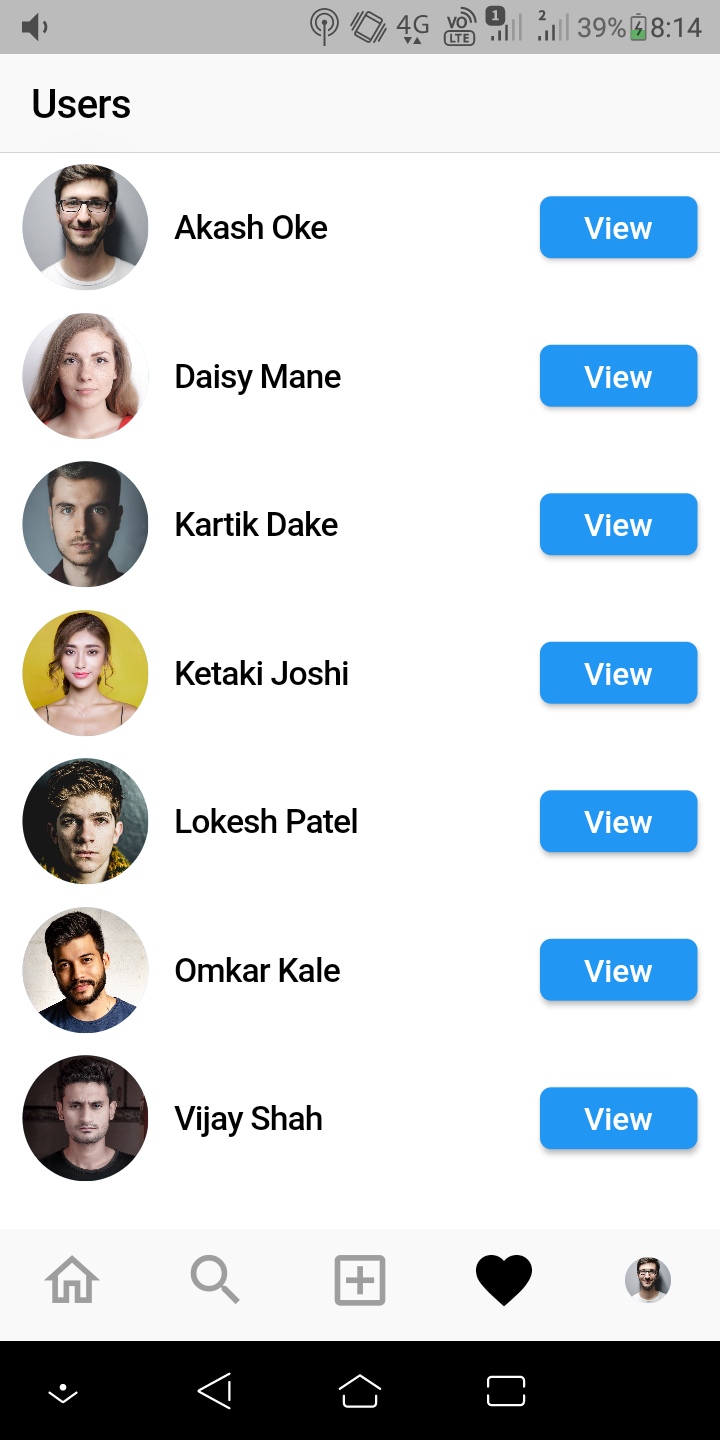 4G VO LTE 1 2 39% 8:14
Users
Akash Oke View
Daisy Mane View
Kartik Dake View
Ketaki Joshi View
Lokesh Patel View
Omkar Kale View
Vijay Shah View